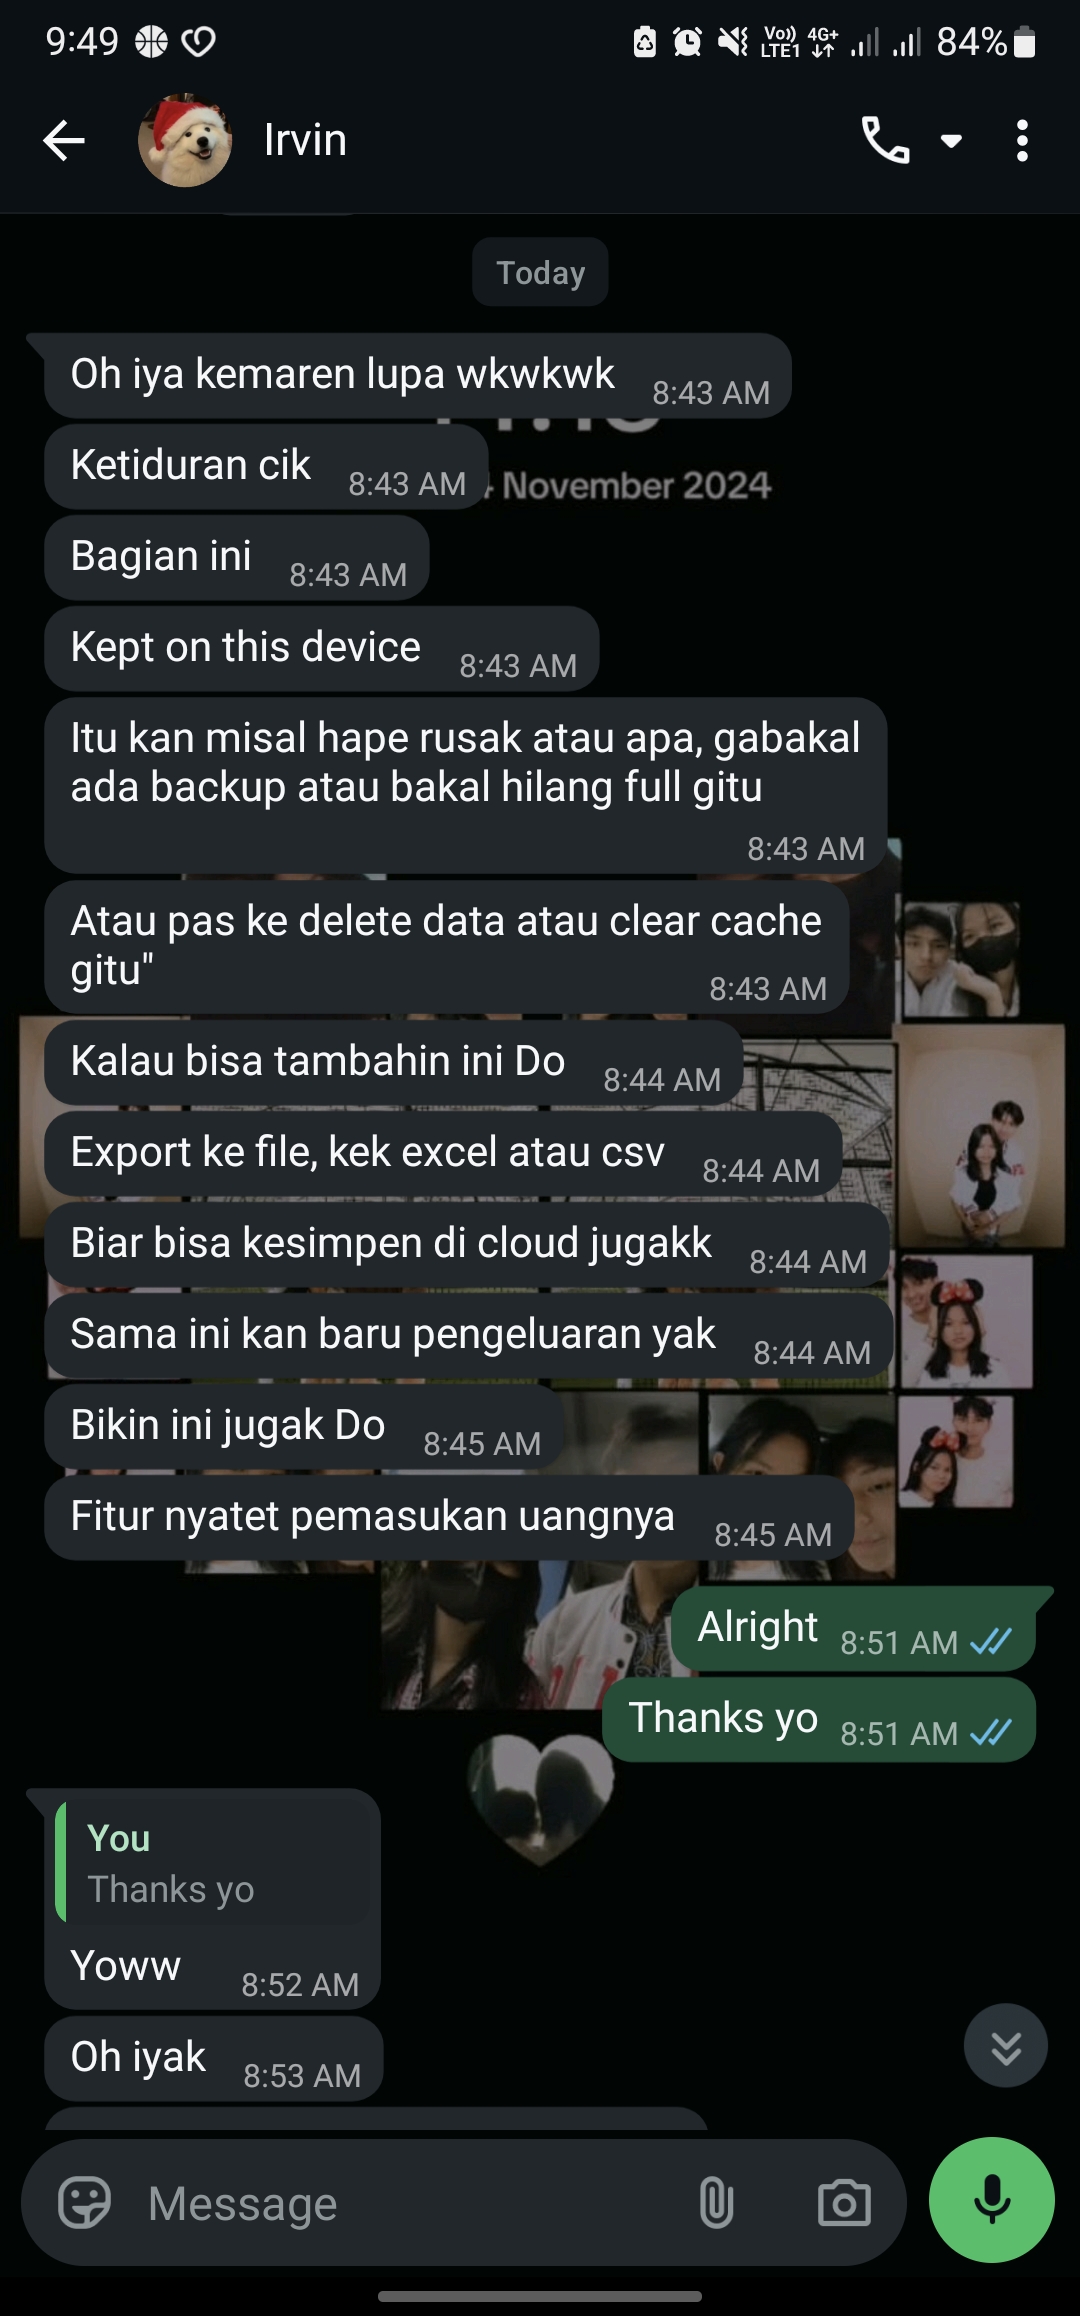 9:49
Vo)) LTE1 4G+ 84%
Irvin
Today
Oh iya kemaren lupa wkwkwk 8:43 AM
Ketiduran cik 8:43 AM
November 2024
Bagian ini 8:43 AM
Kept on this device 8:43 AM
Itu kan misal hape rusak atau apa, gabakal
ada backup atau bakal hilang full gitu
8:43 AM
Atau pas ke delete data atau clear cache
gitu"
8:43 AM
Kalau bisa tambahin ini Do 8:44 AM
Export ke file, kek excel atau csv 8:44 AM
Biar bisa kesimpen di cloud jugakk 8:44 AM
Sama ini kan baru pengeluaran yak 8:44 AM
Bikin ini jugak Do 8:45 AM
Fitur nyatet pemasukan uangnya 8:45 AM
Alright 8:51 AM
Thanks yo 8:51 AM
You
Thanks yo
Yoww 8:52 AM
Oh iyak 8:53 AM
Message